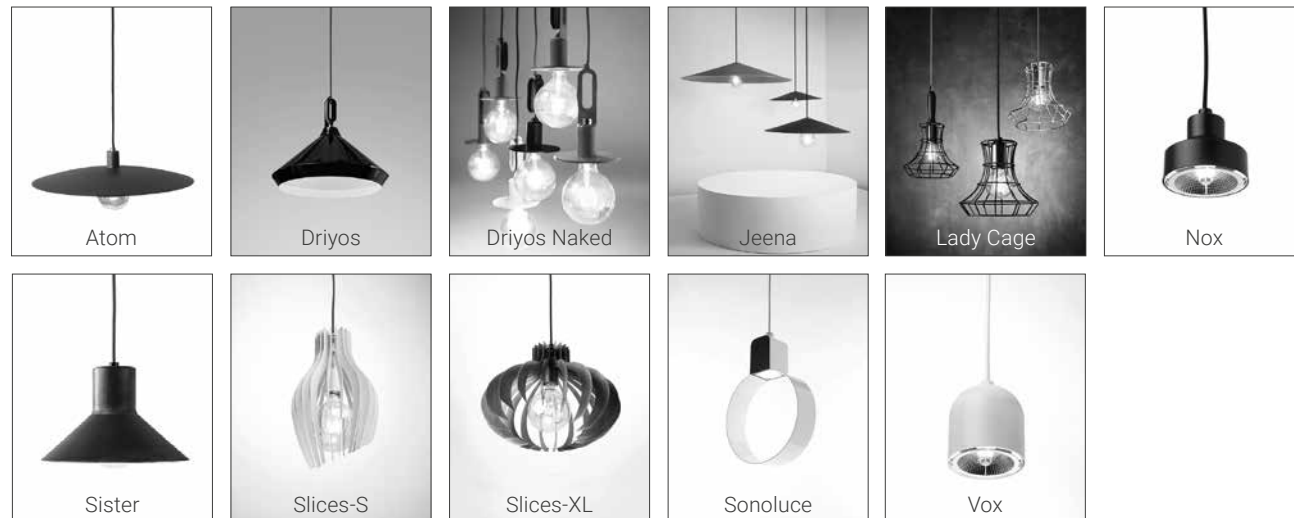 Atom
Driyos
Driyos Naked
Jeena
Lady Cage
Nox
Sister
Slices-S
Slices-XL
Sonoluce
Vox